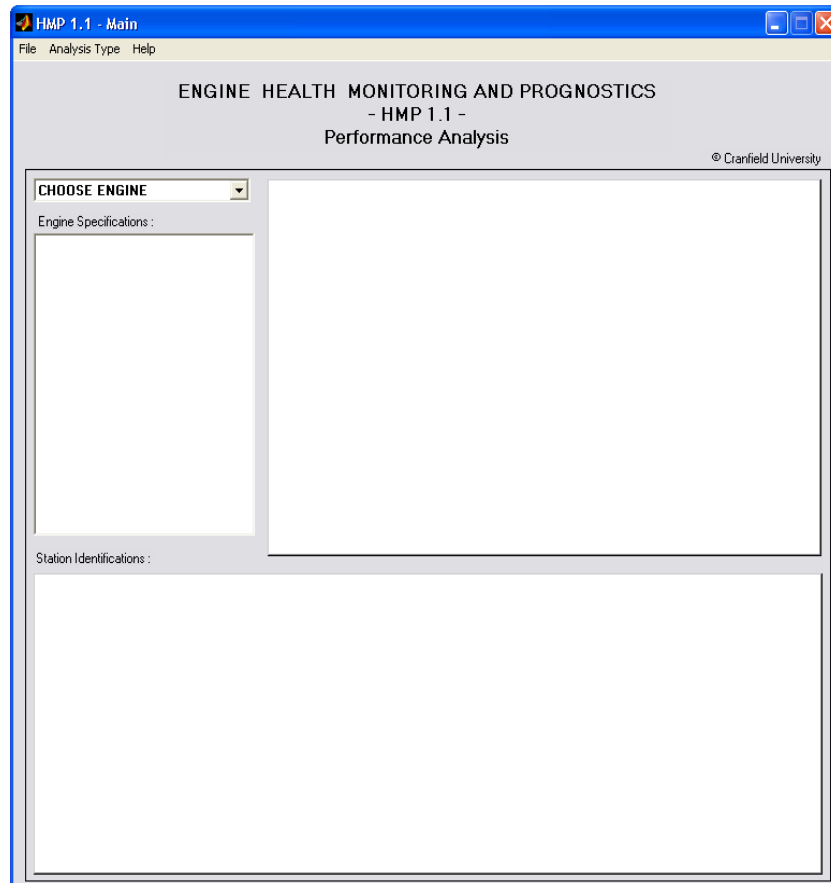 HMP 1.1 - Main
File Analysis Type Help
ENGINE HEALTH MONITORING AND PROGNOSTICS
- HMP 1.1 -
Performance Analysis
© Cranfield University
CHOOSE ENGINE
Engine Specifications :
Station Identifications :